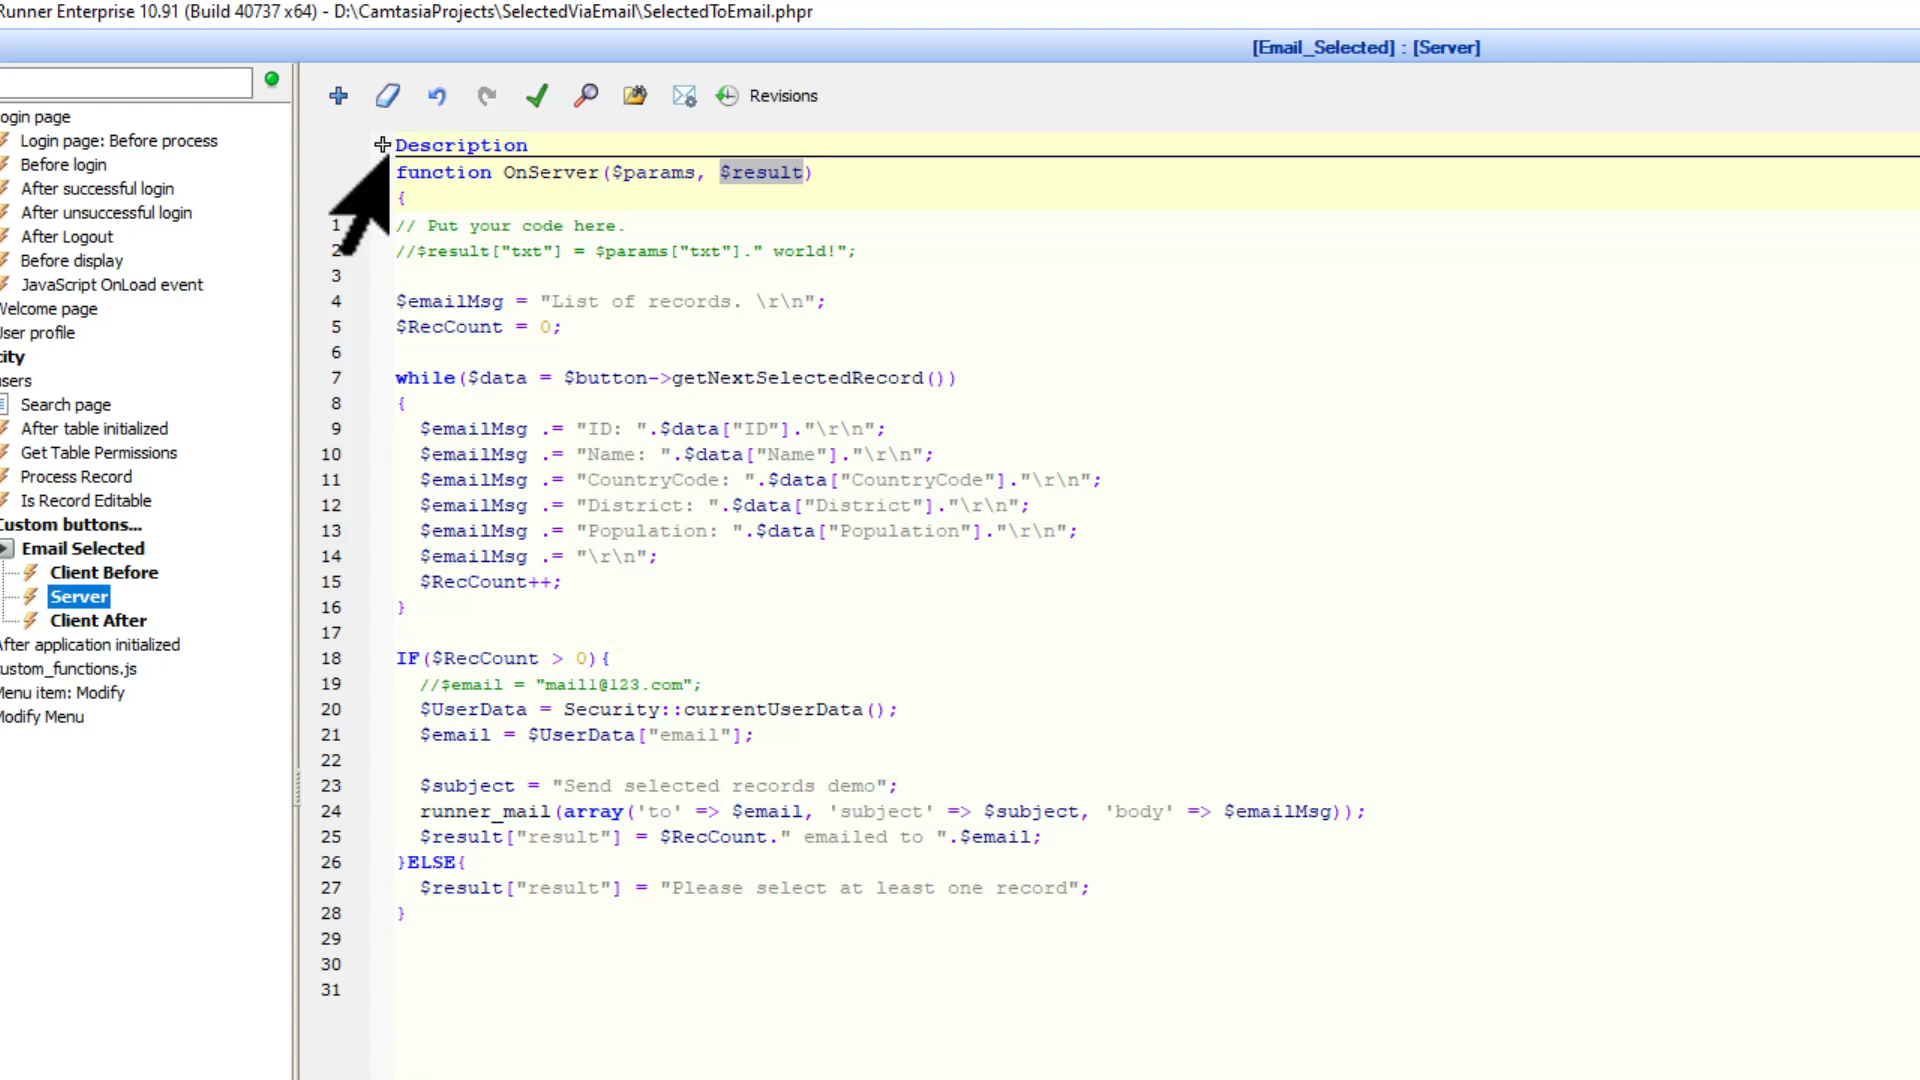 Runner Enterprise 10.91 (Build 40737 x64) - D:\CamtasiaProjects\SelectedViaEmail\SelectedToEmail.phpr
[Email_Selected] : [Server]
Revisions
ogin page
Login page: Before process
Before login
After successful login
After unsuccessful login
After Logout
Before display
JavaScript OnLoad event
Welcome page
User profile
city
users
Search page
After table initialized
Get Table Permissions
Process Record
Is Record Editable
Custom buttons...
Email Selected
Client Before
Server
Client After
After application initialized
custom_functions.js
Menu item: Modify
Modify Menu
Description
function OnServer($params, $result)
{
1 // Put your code here.
2 //$result["txt"] = $params["txt"]." world!";
3
4 $emailMsg = "List of records. \r\n";
5 $RecCount = 0;
6
7 while($data = $button->getNextSelectedRecord())
8 {
9 $emailMsg .= "ID: ".$data["ID"]."\r\n";
10 $emailMsg .= "Name: ".$data["Name"]."\r\n";
11 $emailMsg .= "CountryCode: ".$data["CountryCode"]."\r\n";
12 $emailMsg .= "District: ".$data["District"]."\r\n";
13 $emailMsg .= "Population: ".$data["Population"]."\r\n";
14 $emailMsg .= "\r\n";
15 $RecCount++;
16 }
17
18 IF($RecCount > 0){
19 //$email = "mail1@123.com";
20 $UserData = Security::currentUserData();
21 $email = $UserData["email"];
22
23 $subject = "Send selected records demo";
24 runner_mail(array('to' => $email, 'subject' => $subject, 'body' => $emailMsg));
25 $result["result"] = $RecCount." emailed to ".$email;
26 }ELSE{
27 $result["result"] = "Please select at least one record";
28 }
29
30
31